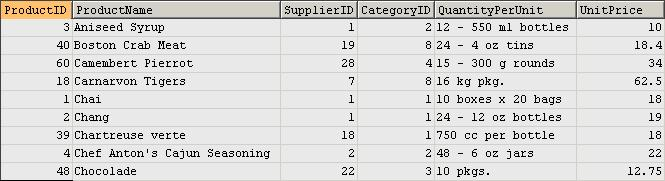 ProductID ProductName SupplierID CategoryID QuantityPerUnit UnitPrice
3 Aniseed Syrup 1 2 12 - 550 ml bottles 10
40 Boston Crab Meat 19 8 24 - 4 oz tins 18.4
60 Camembert Pierrot 28 4 15 - 300 g rounds 34
18 Carnarvon Tigers 7 8 16 kg pkg. 62.5
1 Chai 1 1 10 boxes x 20 bags 18
2 Chang 1 1 24 - 12 oz bottles 19
39 Chartreuse verte 18 1 750 cc per bottle 18
4 Chef Anton's Cajun Seasoning 2 2 48 - 6 oz jars 22
48 Chocolade 22 3 10 pkgs. 12.75